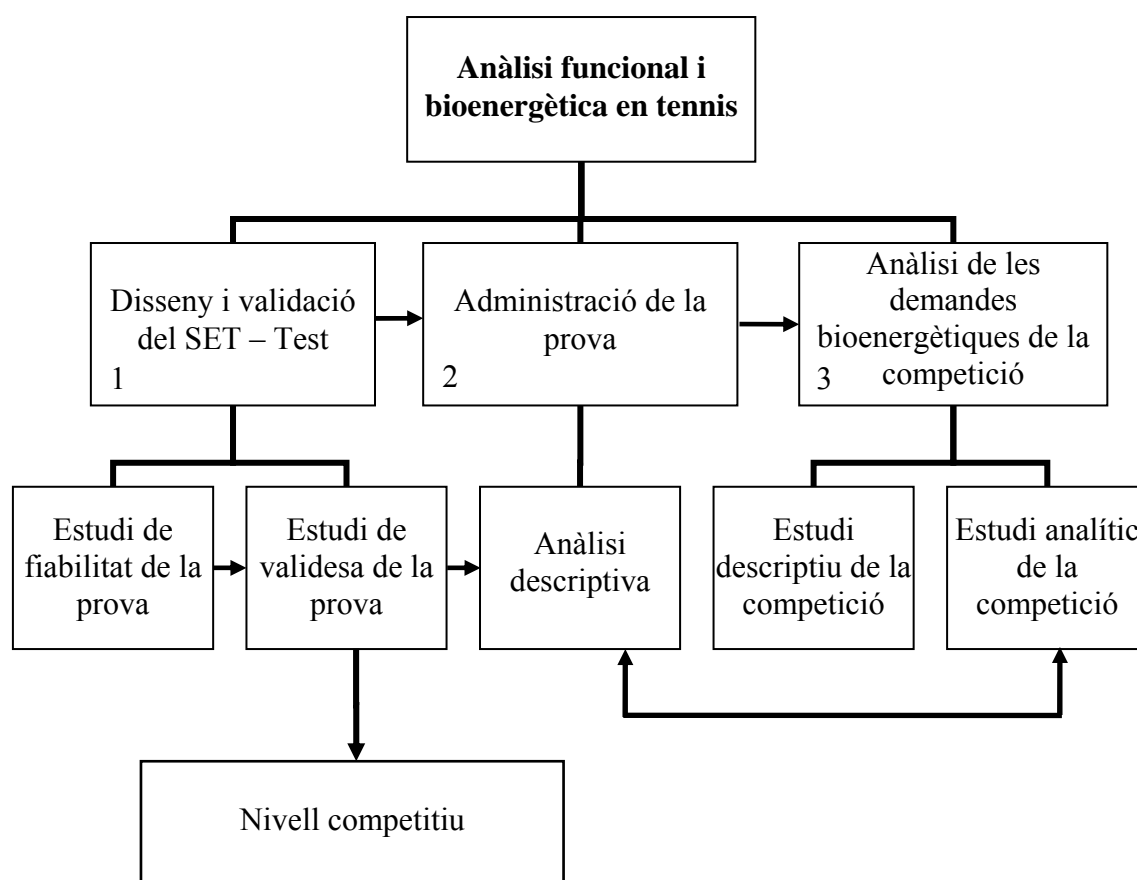 Anàlisi funcional i
bioenergètica en tennis
Disseny i validació
del SET – Test
1
Administració de la
prova
2
Anàlisi de les
demandes
bioenergètiques de la
competició
3
Estudi de
fiabilitat de la
prova
Estudi de
validesa de la
prova
Anàlisi
descriptiva
Estudi
descriptiu de la
competició
Estudi analític
de la
competició
Nivell competitiu